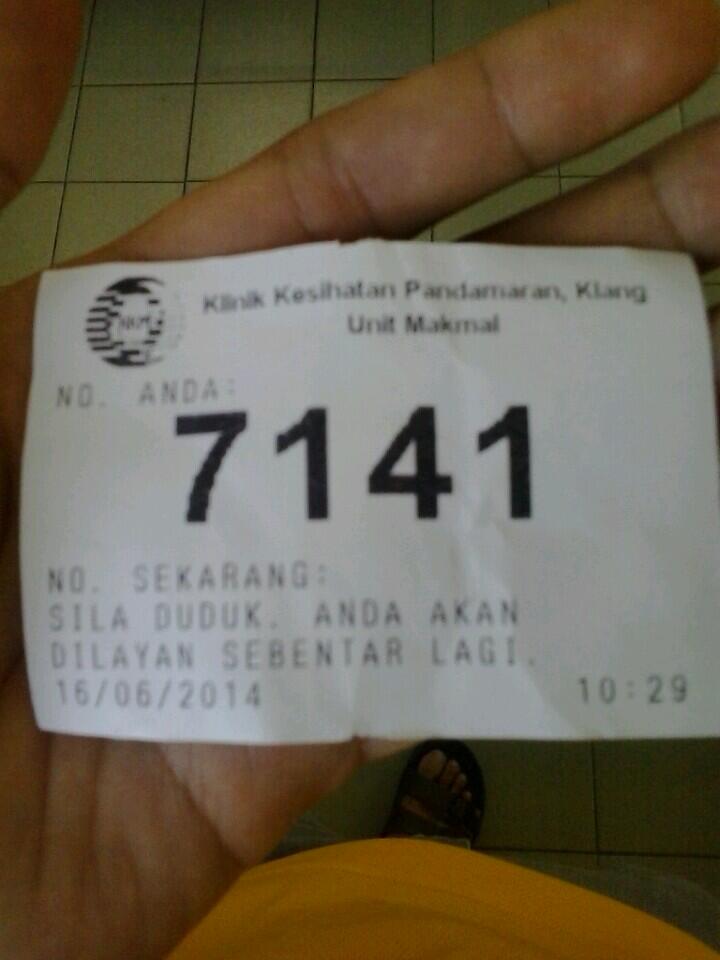 Klinik Kesihatan Pandamaran, Klang
Unit Makmal
NO. ANDA:
7141
NO. SEKARANG:
SILA DUDUK. ANDA AKAN
DILAYAN SEBENTAR LAGI.
16/06/2014 10:29